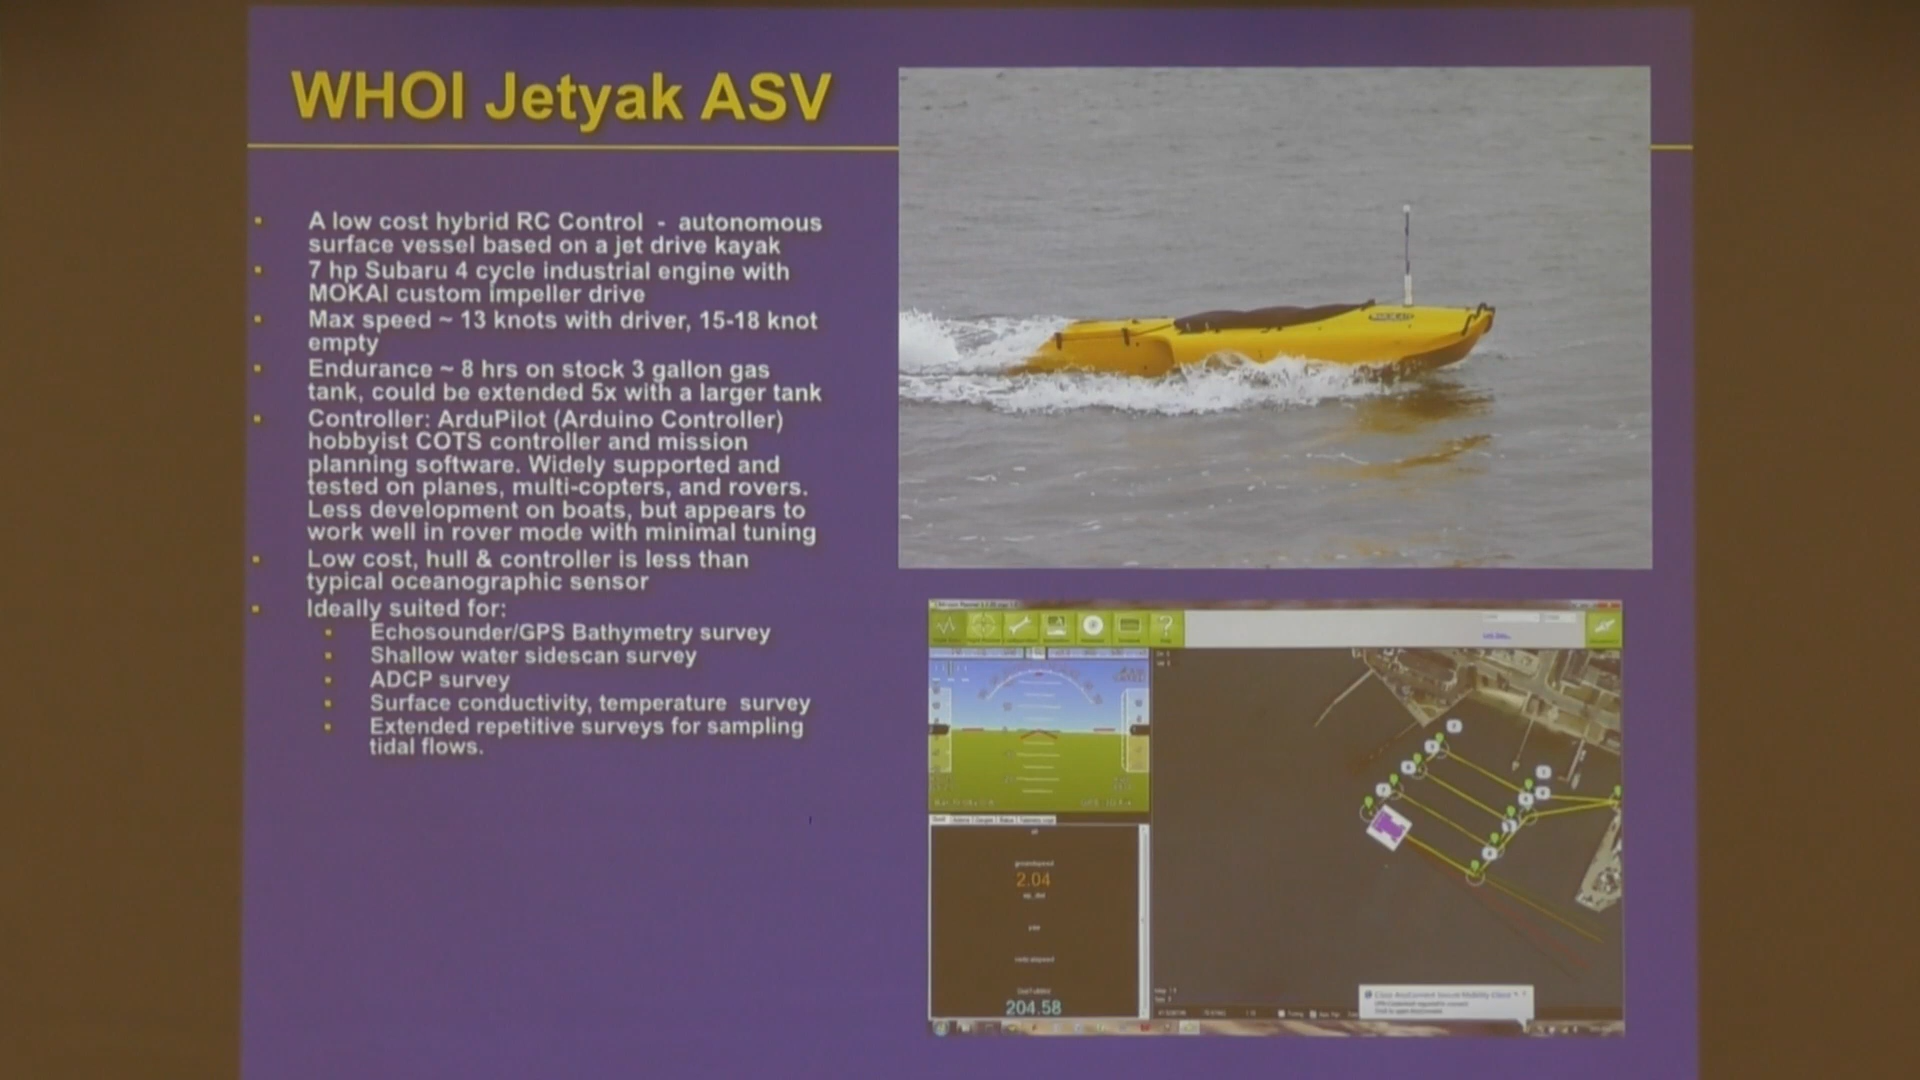 WHOI Jetyak ASV
A low cost hybrid RC Control - autonomous
surface vessel based on a jet drive kayak
7 hp Subaru 4 cycle industrial engine with
MOKAI custom impeller drive
Max speed ~ 13 knots with driver, 15-18 knot
empty
Endurance ~ 8 hrs on stock 3 gallon gas
tank, could be extended 5x with a larger tank
Controller: ArduPilot (Arduino Controller)
hobbyist COTS controller and mission
planning software. Widely supported and
tested on planes, multi-copters, and rovers.
Less development on boats, but appears to
work well in rover mode with minimal tuning
Low cost, hull & controller is less than
typical oceanographic sensor
Ideally suited for:
Echosounder/GPS Bathymetry survey
Shallow water sidescan survey
ADCP survey
Surface conductivity, temperature survey
Extended repetitive surveys for sampling
tidal flows.
groundspeed
2.04
204.58